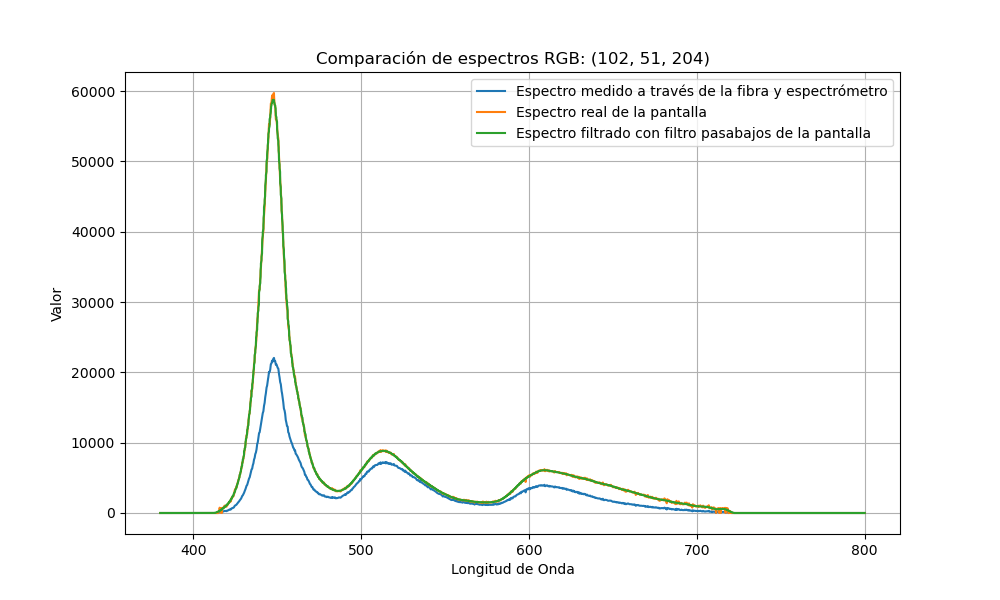 Comparación de espectros RGB: (102, 51, 204)
Espectro medido a través de la fibra y espectrómetro
Espectro real de la pantalla
Espectro filtrado con filtro pasabajos de la pantalla
Valor
60000
50000
40000
30000
20000
10000
0
400 500 600 700 800
Longitud de Onda